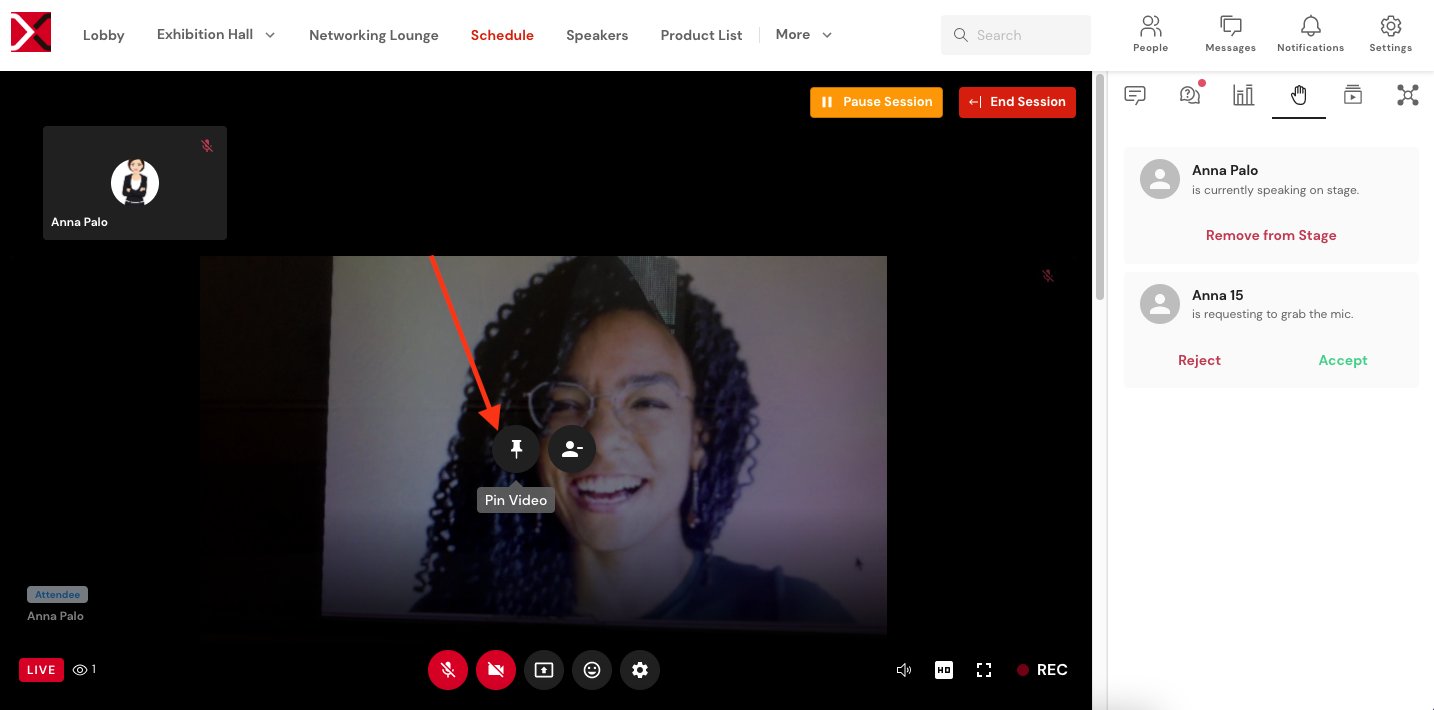 Lobby
Exhibition Hall
Networking Lounge
Schedule
Speakers
Product List
More
Search
People
Messages
Notifications
Settings
Pause Session
End Session
Anna Palo
Pin Video
Attendee
Anna Palo
LIVE
1
HD
REC
Anna Palo
is currently speaking on stage.
Remove from Stage
Anna 15
is requesting to grab the mic.
Reject
Accept